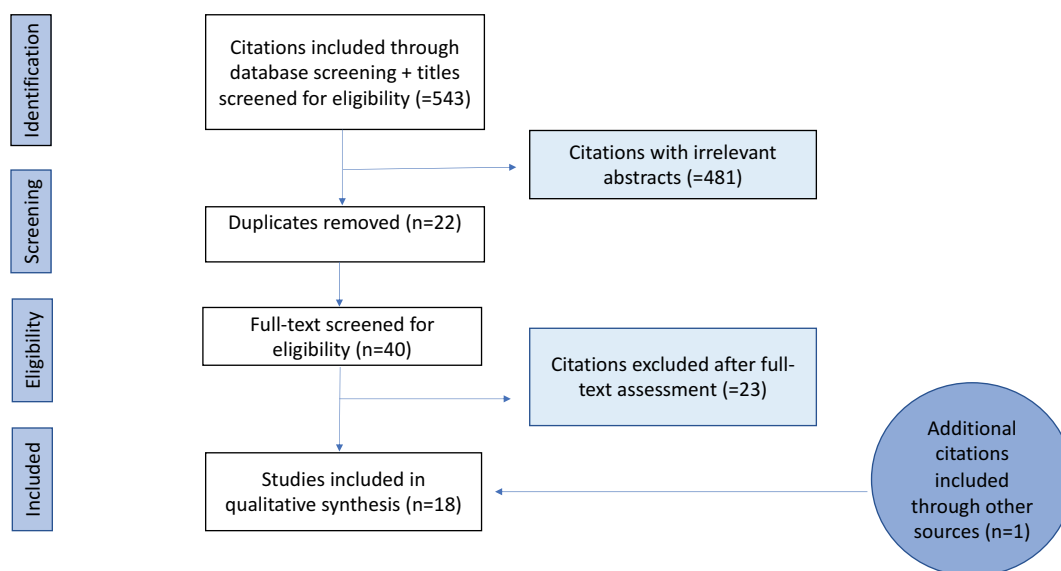 Identification
Citations included through
database screening + titles
screened for eligibility (=543)
Citations with irrelevant
abstracts (=481)
Screening
Duplicates removed (n=22)
Eligibility
Full-text screened for
eligibility (n=40)
Citations excluded after full-
text assessment (=23)
Included
Studies included in
qualitative synthesis (n=18)
Additional
citations
included
through other
sources (n=1)